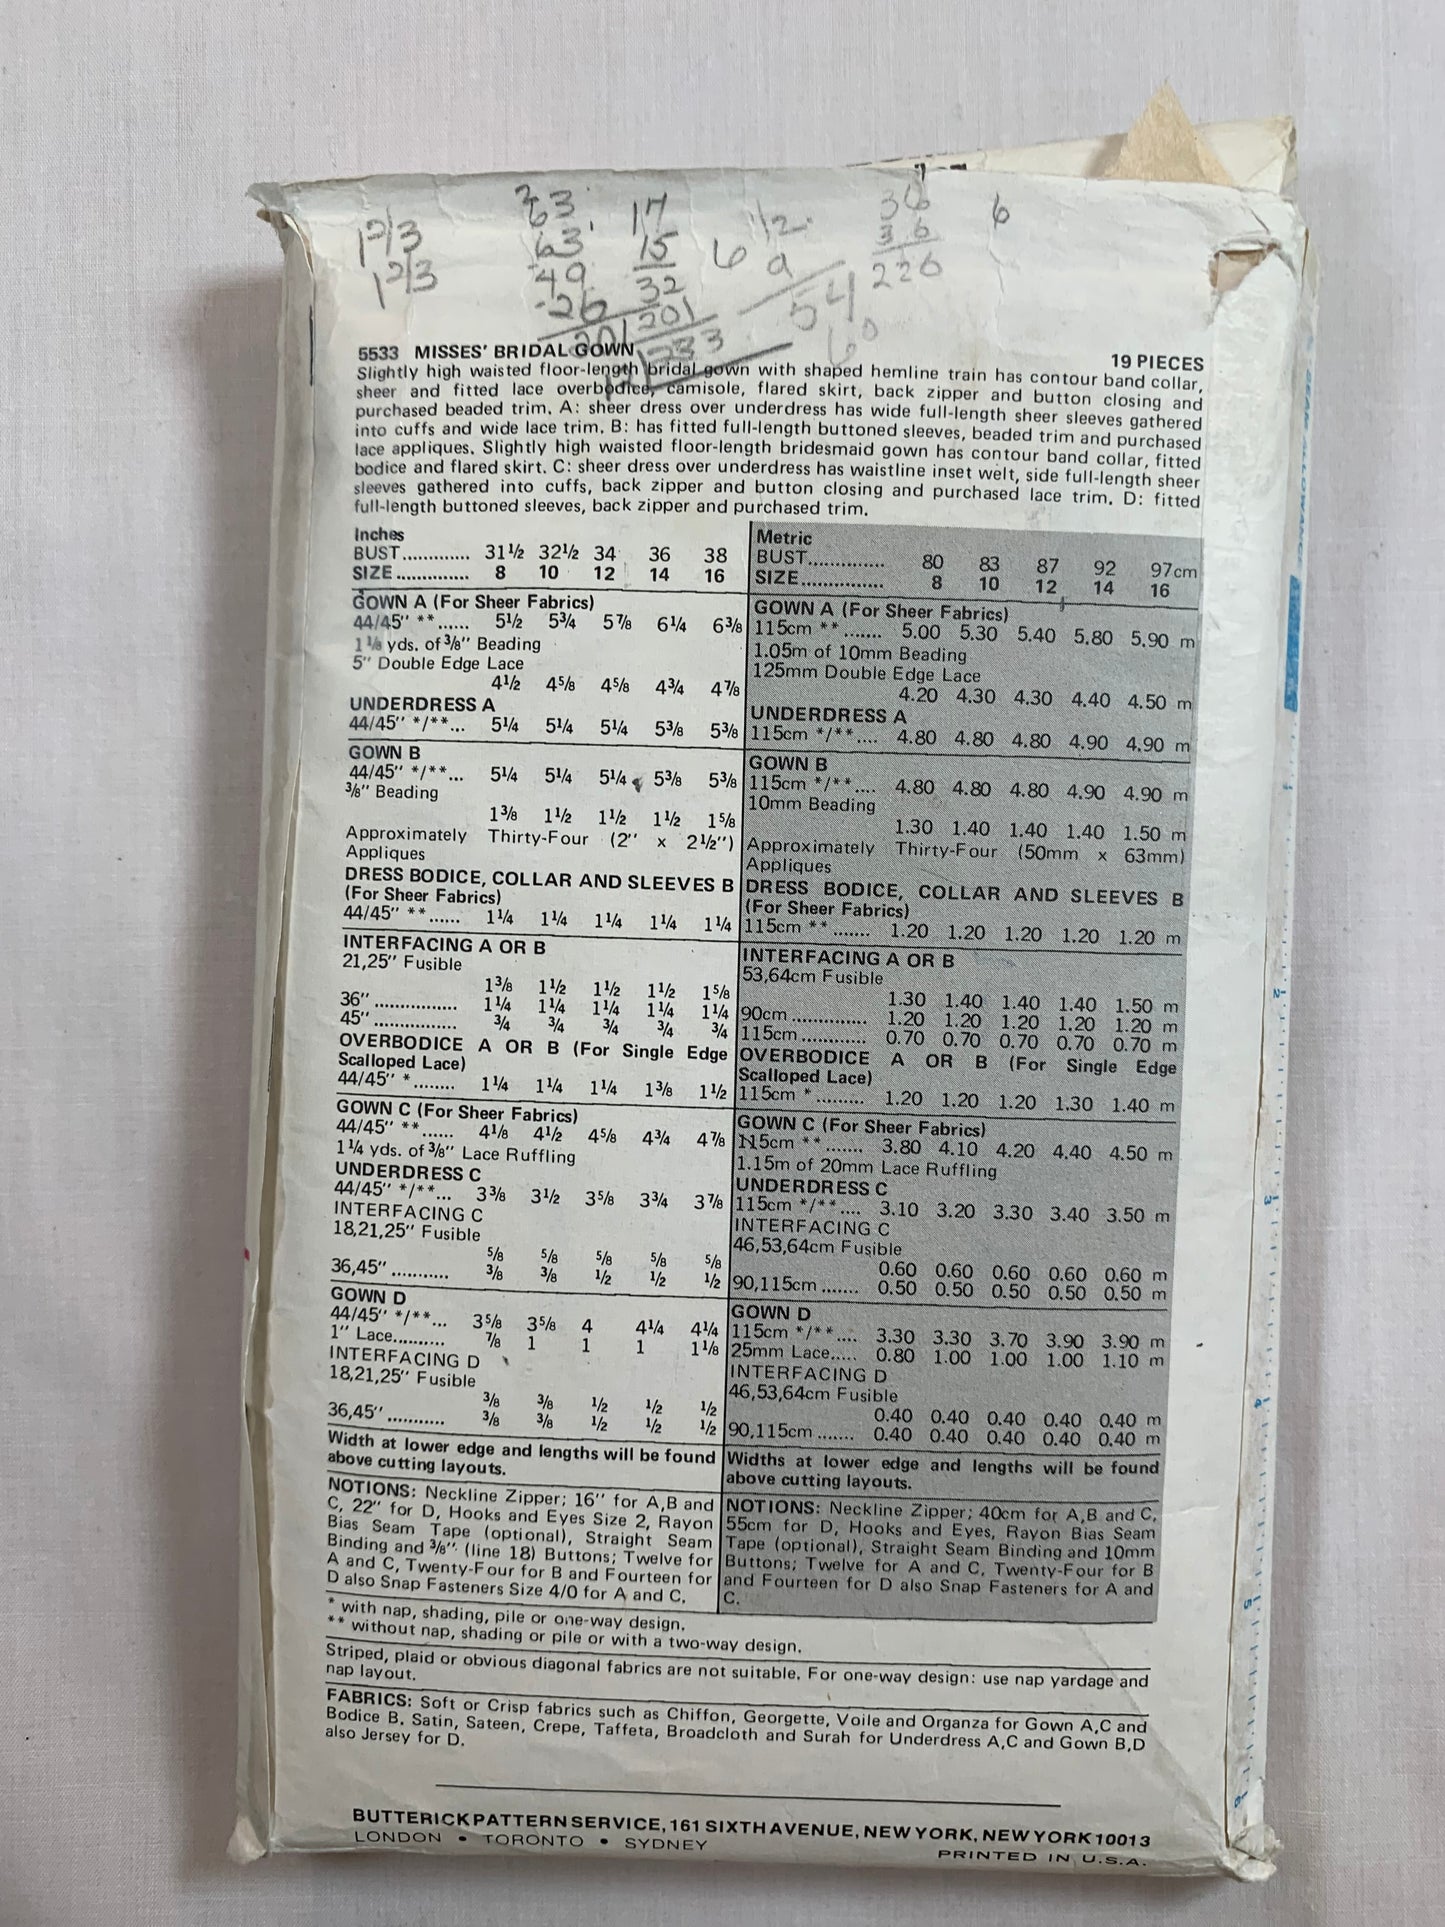 1 2/3
1 2/3
2
63
63
49
26
201
17
15
32
201
233
6
12
9
54
60
36
36
226
6
5533 MISSES' BRIDAL GOWN
19 PIECES
Slightly high waisted floor-length bridal gown with shaped hemline train has contour band collar,
sheer and fitted lace overbodice, camisole, flared skirt, back zipper and button closing and
purchased beaded trim. A: sheer dress over underdress has wide full-length sheer sleeves gathered
into cuffs and wide lace trim. B: has fitted full-length buttoned sleeves, beaded trim and purchased
lace appliques. Slightly high waisted floor-length bridesmaid gown has contour band collar, fitted
bodice and flared skirt. C: sheer dress over underdress has waistline inset welt, side full-length sheer
sleeves gathered into cuffs, back zipper and button closing and purchased lace trim. D: fitted
full-length buttoned sleeves, back zipper and purchased trim.
Inches
BUST............. 31½ 32½ 34 36 38
SIZE.............. 8 10 12 14 16
GOWN A (For Sheer Fabrics)
44/45" **...... 5½ 5¾ 5⅞ 6¼ 6⅜
1⅛ yds. of ⅜" Beading
5" Double Edge Lace
4½ 4⅝ 4⅝ 4¾ 4⅞
UNDERDRESS A
44/45" */**... 5¼ 5¼ 5¼ 5⅜ 5⅜
GOWN B
44/45" */**... 5¼ 5¼ 5¼ 5⅜ 5⅜
⅜" Beading
1⅜ 1½ 1½ 1½ 1⅝
Approximately Thirty-Four (2" x 2½")
Appliques
DRESS BODICE, COLLAR AND SLEEVES B
(For Sheer Fabrics)
44/45" **...... 1¼ 1¼ 1¼ 1¼ 1¼
INTERFACING A OR B
21,25" Fusible
1⅜ 1½ 1½ 1½ 1⅝
36"................ 1¼ 1¼ 1¼ 1¼ 1¼
45"................ ¾ ¾ ¾ ¾ ¾
OVERBODICE A OR B (For Single Edge
Scalloped Lace)
44/45" *........ 1¼ 1¼ 1¼ 1⅜ 1½
GOWN C (For Sheer Fabrics)
44/45" **...... 4⅛ 4½ 4⅝ 4¾ 4⅞
1¼ yds. of ⅜" Lace Ruffling
UNDERDRESS C
44/45" */**... 3⅜ 3½ 3⅝ 3¾ 3⅞
INTERFACING C
18,21,25" Fusible
⅝ ⅝ ⅝ ⅝ ⅝
36,45"........... ⅜ ⅜ ½ ½ ½
GOWN D
44/45" */**... 3⅝ 3⅝ 4 4¼ 4¼
1" Lace.......... ⅞ 1 1 1 1⅛
INTERFACING D
18,21,25" Fusible
⅜ ⅜ ½ ½ ½
36,45"........... ⅜ ⅜ ½ ½ ½
Width at lower edge and lengths will be found
above cutting layouts.
NOTIONS: Neckline Zipper; 16" for A,B and
C, 22" for D, Hooks and Eyes Size 2, Rayon
Bias Seam Tape (optional), Straight Seam
Binding and ⅜" (line 18) Buttons; Twelve for
A and C, Twenty-Four for B and Fourteen for
D also Snap Fasteners Size 4/0 for A and C.
Metric
BUST.............. 80 83 87 92 97cm
SIZE............... 8 10 12 14 16
GOWN A (For Sheer Fabrics)
115cm **....... 5.00 5.30 5.40 5.80 5.90 m
1.05m of 10mm Beading
125mm Double Edge Lace
4.20 4.30 4.30 4.40 4.50 m
UNDERDRESS A
115cm */**.... 4.80 4.80 4.80 4.90 4.90 m
GOWN B
115cm */**.... 4.80 4.80 4.80 4.90 4.90 m
10mm Beading
1.30 1.40 1.40 1.40 1.50 m
Approximately Thirty-Four (50mm x 63mm)
Appliques
DRESS BODICE, COLLAR AND SLEEVES B
(For Sheer Fabrics)
115cm **....... 1.20 1.20 1.20 1.20 1.20 m
INTERFACING A OR B
53,64cm Fusible
1.30 1.40 1.40 1.40 1.50 m
90cm.............. 1.20 1.20 1.20 1.20 1.20 m
115cm............ 0.70 0.70 0.70 0.70 0.70 m
OVERBODICE A OR B (For Single Edge
Scalloped Lace)
115cm *......... 1.20 1.20 1.20 1.30 1.40 m
GOWN C (For Sheer Fabrics)
115cm **....... 3.80 4.10 4.20 4.40 4.50 m
1.15m of 20mm Lace Ruffling
UNDERDRESS C
115cm */**.... 3.10 3.20 3.30 3.40 3.50 m
INTERFACING C
46,53,64cm Fusible
0.60 0.60 0.60 0.60 0.60 m
90,115cm....... 0.50 0.50 0.50 0.50 0.50 m
GOWN D
115cm */**.... 3.30 3.30 3.70 3.90 3.90 m
25mm Lace..... 0.80 1.00 1.00 1.00 1.10 m
INTERFACING D
46,53,64cm Fusible
0.40 0.40 0.40 0.40 0.40 m
90,115cm....... 0.40 0.40 0.40 0.40 0.40 m
Widths at lower edge and lengths will be found
above cutting layouts.
NOTIONS: Neckline Zipper; 40cm for A,B and C,
55cm for D, Hooks and Eyes, Rayon Bias Seam
Tape (optional), Straight Seam Binding and 10mm
Buttons; Twelve for A and C, Twenty-Four for B
and Fourteen for D also Snap Fasteners for A and
C.
* with nap, shading, pile or one-way design.
** without nap, shading or pile or with a two-way design.
Striped, plaid or obvious diagonal fabrics are not suitable. For one-way design: use nap yardage and
nap layout.
FABRICS: Soft or Crisp fabrics such as Chiffon, Georgette, Voile and Organza for Gown A,C and
Bodice B. Satin, Sateen, Crepe, Taffeta, Broadcloth and Surah for Underdress A,C and Gown B,D
also Jersey for D.
BUTTERICK PATTERN SERVICE, 161 SIXTH AVENUE, NEW YORK, NEW YORK 10013
LONDON • TORONTO • SYDNEY
PRINTED IN U.S.A.
2
3
4
5
6